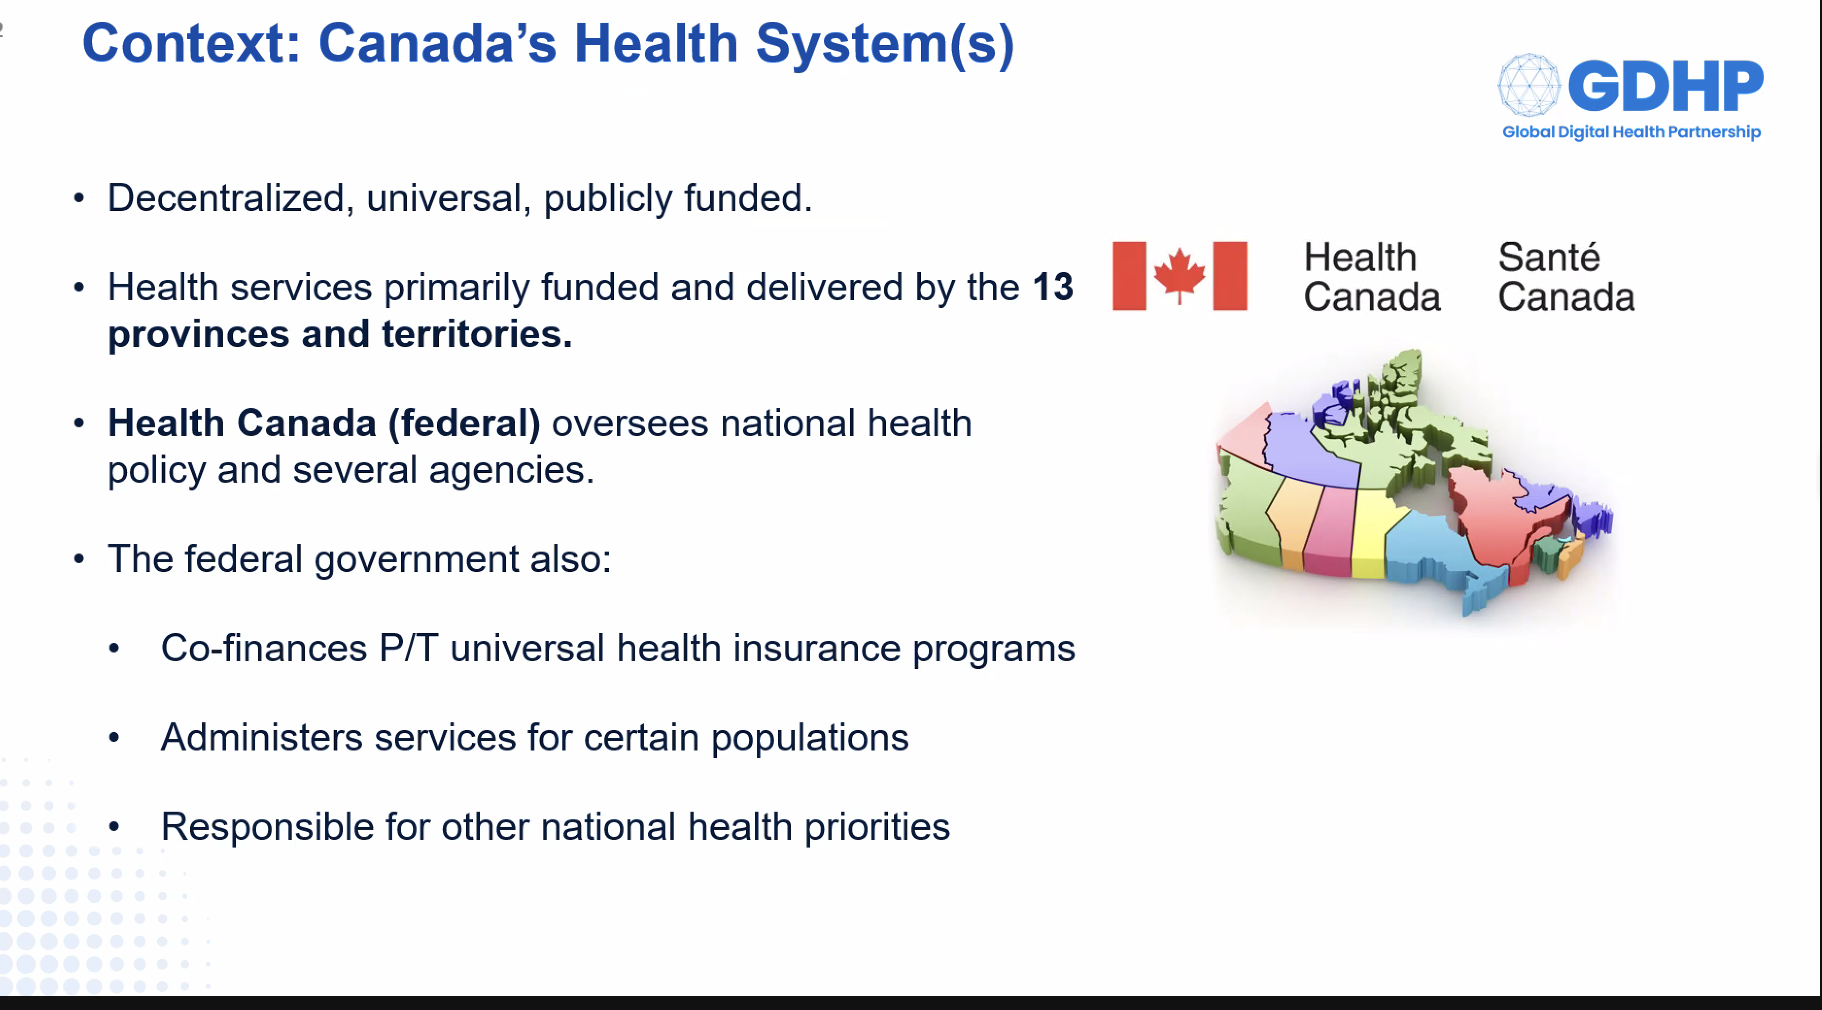 Context: Canada's Health System(s)
GDHP
Global Digital Health Partnership
• Decentralized, universal, publicly funded.
• Health services primarily funded and delivered by the 13
provinces and territories.
• Health Canada (federal) oversees national health
policy and several agencies.
• The federal government also:
• Co-finances P/T universal health insurance programs
• Administers services for certain populations
• Responsible for other national health priorities
Health
Canada
Santé
Canada